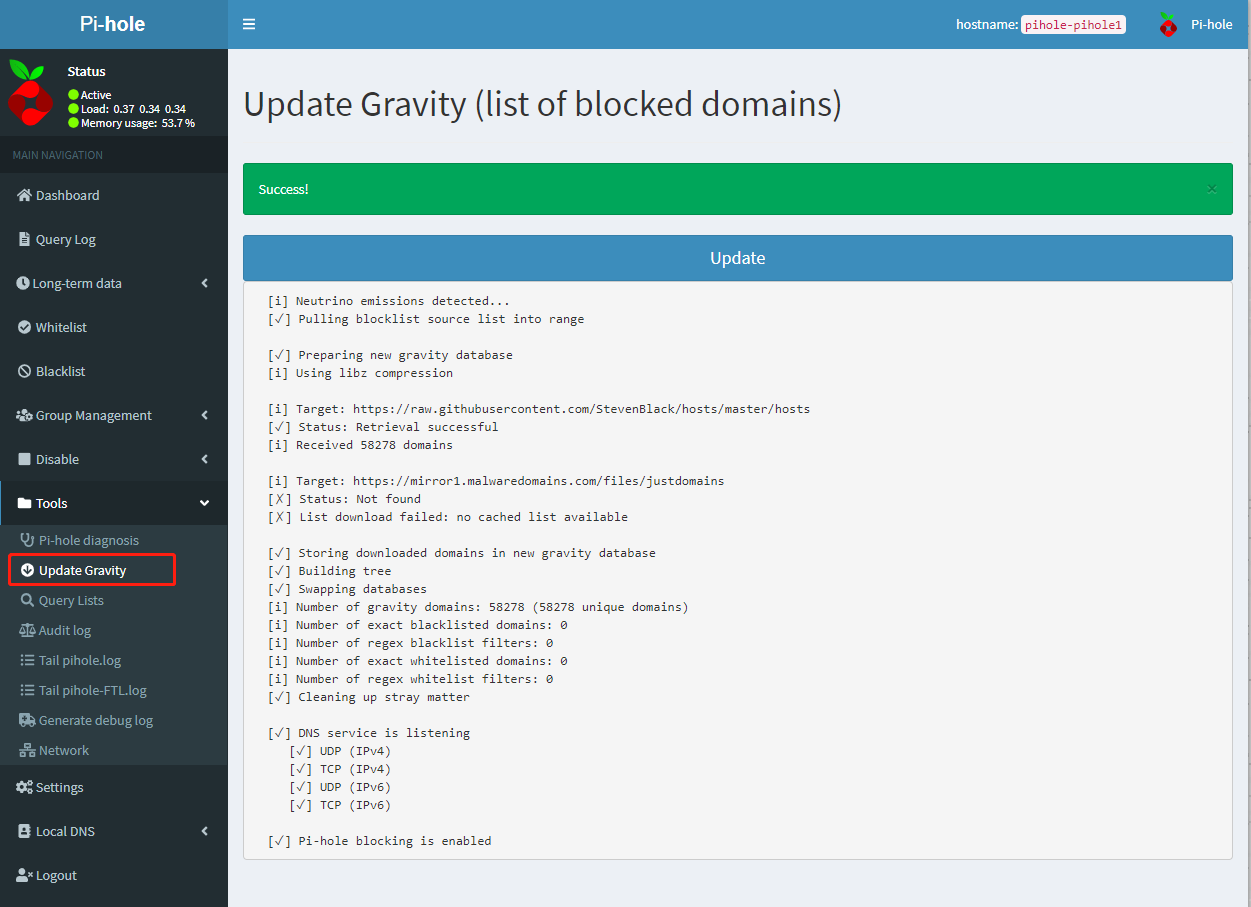 Pi-hole
hostname: pihole-pihole1
Pi-hole
Status
Active
Load: 0.37 0.34 0.34
Memory usage: 53.7 %
MAIN NAVIGATION
Dashboard
Query Log
Long-term data
Whitelist
Blacklist
Group Management
Disable
Tools
Pi-hole diagnosis
Update Gravity
Query Lists
Audit log
Tail pihole.log
Tail pihole-FTL.log
Generate debug log
Network
Settings
Local DNS
Logout
Update Gravity (list of blocked domains)
Success! ×
Update
[i] Neutrino emissions detected...
[✓] Pulling blocklist source list into range
[✓] Preparing new gravity database
[i] Using libz compression
[i] Target: https://raw.githubusercontent.com/StevenBlack/hosts/master/hosts
[✓] Status: Retrieval successful
[i] Received 58278 domains
[i] Target: https://mirror1.malwaredomains.com/files/justdomains
[✗] Status: Not found
[✗] List download failed: no cached list available
[✓] Storing downloaded domains in new gravity database
[✓] Building tree
[✓] Swapping databases
[i] Number of gravity domains: 58278 (58278 unique domains)
[i] Number of exact blacklisted domains: 0
[i] Number of regex blacklist filters: 0
[i] Number of exact whitelisted domains: 0
[i] Number of regex whitelist filters: 0
[✓] Cleaning up stray matter
[✓] DNS service is listening
[✓] UDP (IPv4)
[✓] TCP (IPv4)
[✓] UDP (IPv6)
[✓] TCP (IPv6)
[✓] Pi-hole blocking is enabled